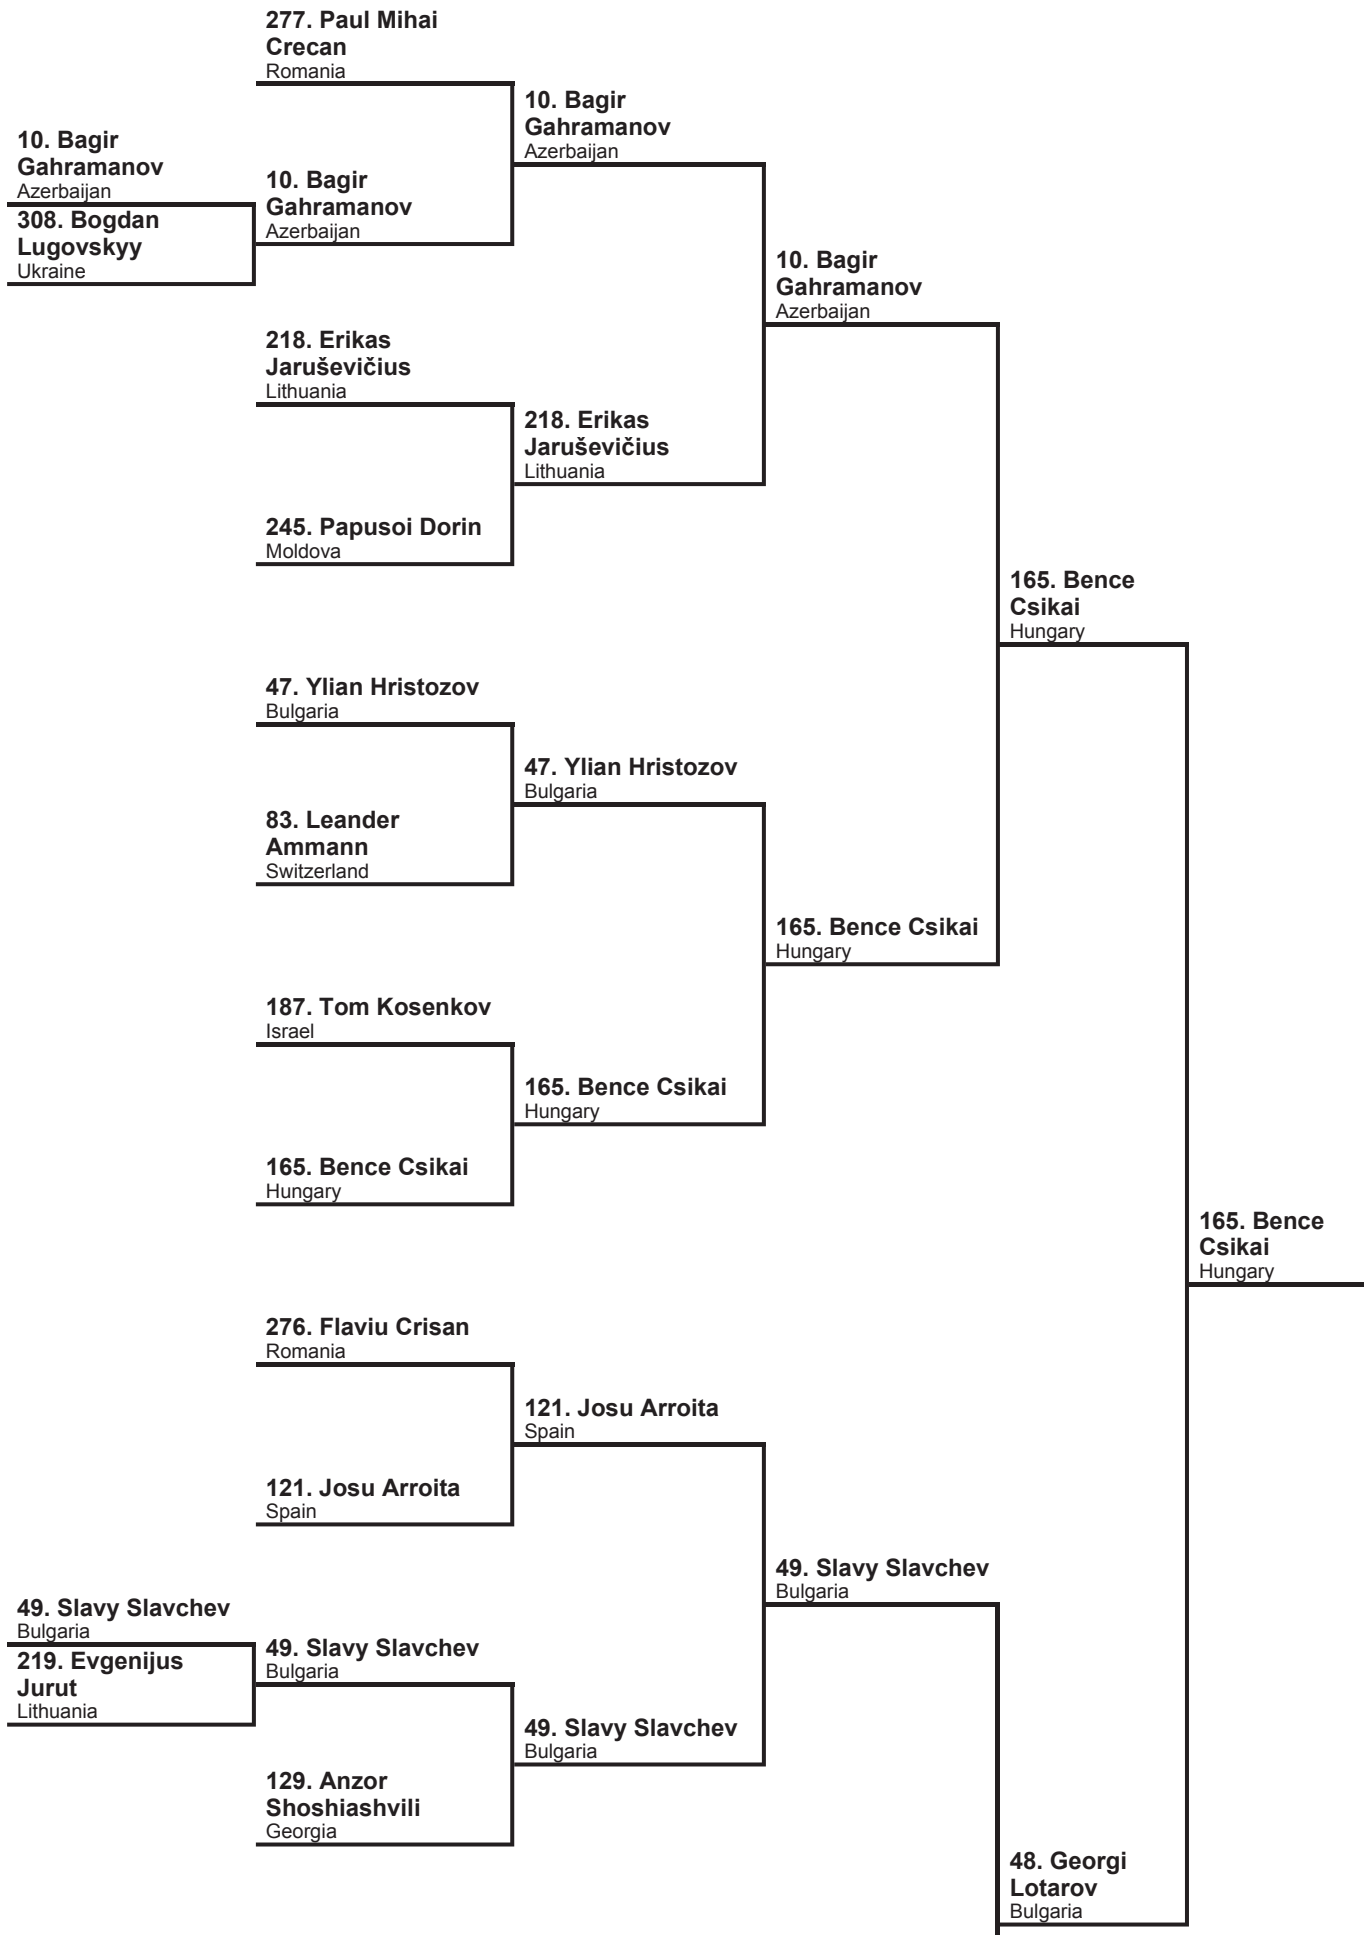 277. Paul Mihai
Crecan
Romania
10. Bagir
Gahramanov
Azerbaijan
10. Bagir
Gahramanov
Azerbaijan
10. Bagir
Gahramanov
Azerbaijan
308. Bogdan
Lugovskyy
Ukraine
10. Bagir
Gahramanov
Azerbaijan
218. Erikas
Jaruševičius
Lithuania
218. Erikas
Jaruševičius
Lithuania
245. Papusoi Dorin
Moldova
165. Bence
Csikai
Hungary
47. Ylian Hristozov
Bulgaria
47. Ylian Hristozov
Bulgaria
83. Leander
Ammann
Switzerland
165. Bence Csikai
Hungary
187. Tom Kosenkov
Israel
165. Bence Csikai
Hungary
165. Bence Csikai
Hungary
165. Bence
Csikai
Hungary
276. Flaviu Crisan
Romania
121. Josu Arroita
Spain
121. Josu Arroita
Spain
49. Slavy Slavchev
Bulgaria
49. Slavy Slavchev
Bulgaria
49. Slavy Slavchev
Bulgaria
219. Evgenijus
Jurut
Lithuania
49. Slavy Slavchev
Bulgaria
129. Anzor
Shoshiashvili
Georgia
48. Georgi
Lotarov
Bulgaria